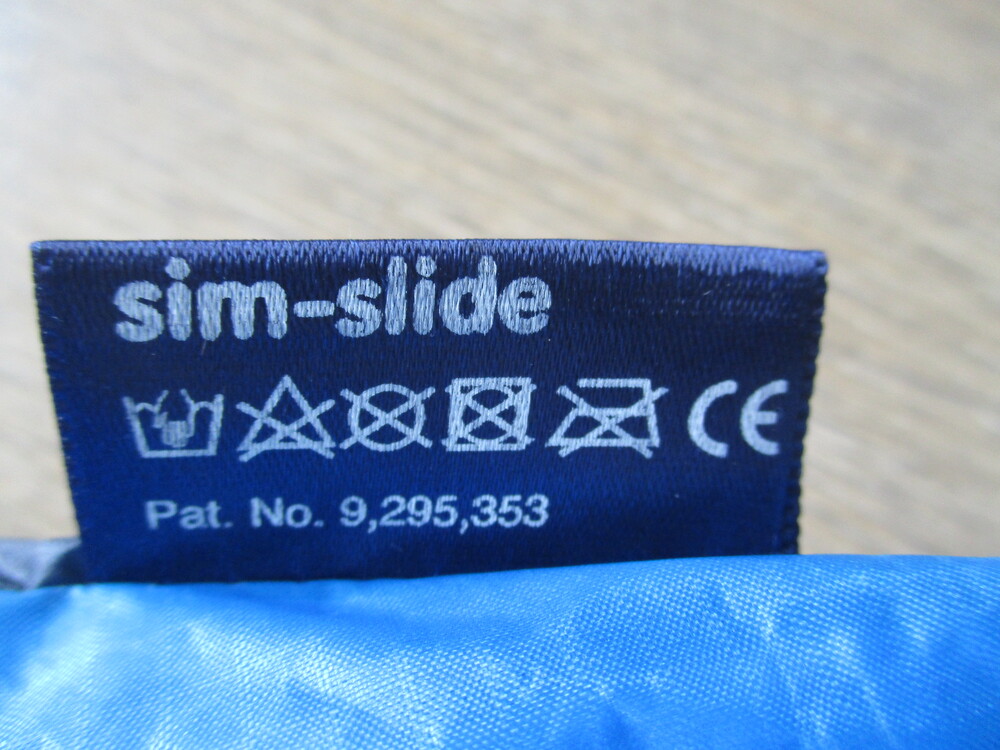 sim-slide
CE
Pat. No. 9,295,353